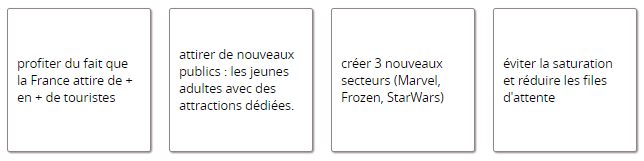 profiter du fait que
la France attire de +
en + de touristes
attirer de nouveaux
publics : les jeunes
adultes avec des
attractions dédiées.
créer 3 nouveaux
secteurs (Marvel,
Frozen, StarWars)
éviter la saturation
et réduire les files
d'attente